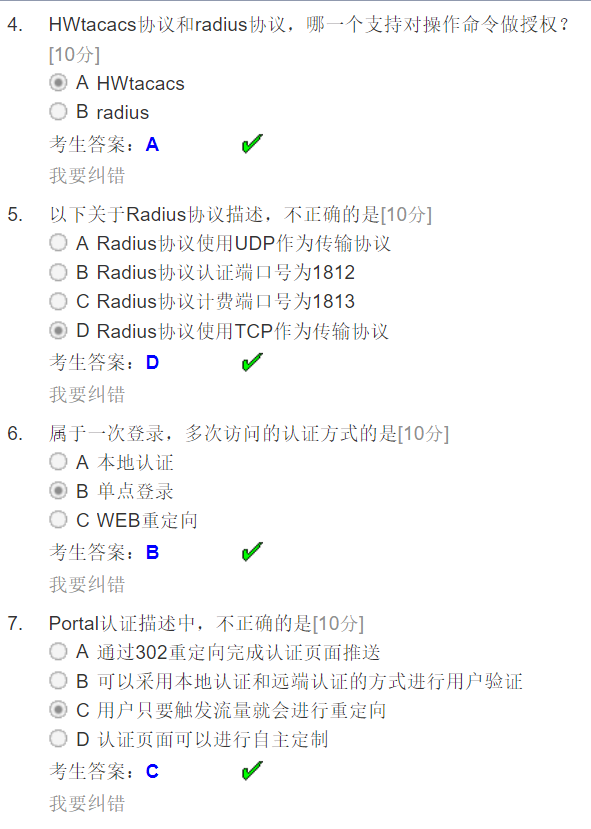 4. HWtacacs协议和radius协议，哪一个支持对操作命令做授权？
[10分]
A HWtacacs
B radius
考生答案：A
我要纠错
5. 以下关于Radius协议描述，不正确的是[10分]
A Radius协议使用UDP作为传输协议
B Radius协议认证端口号为1812
C Radius协议计费端口号为1813
D Radius协议使用TCP作为传输协议
考生答案：D
我要纠错
6. 属于一次登录，多次访问的认证方式的是[10分]
A 本地认证
B 单点登录
C WEB重定向
考生答案：B
我要纠错
7. Portal认证描述中，不正确的是[10分]
A 通过302重定向完成认证页面推送
B 可以采用本地认证和远端认证的方式进行用户验证
C 用户只要触发流量就会进行重定向
D 认证页面可以进行自主定制
考生答案：C
我要纠错